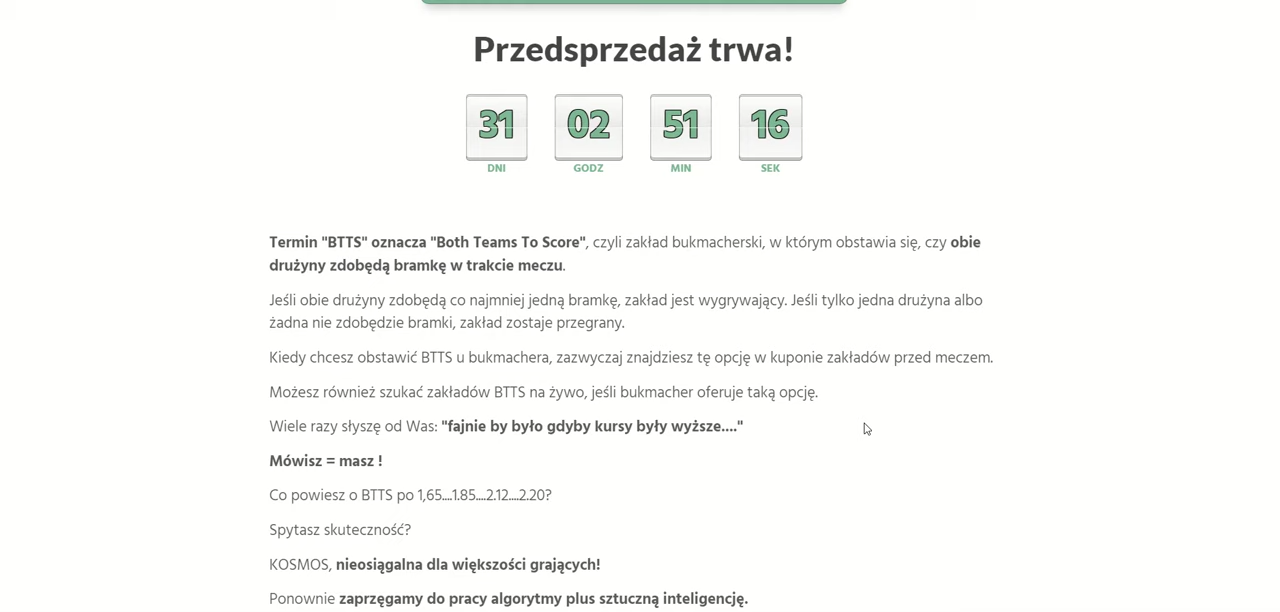 Przedsprzedaż trwa!
31 02 51 16
DNI GODZ MIN SEK
Termin "BTTS" oznacza "Both Teams To Score", czyli zakład bukmacherski, w którym obstawia się, czy obie
drużyny zdobędą bramkę w trakcie meczu.
Jeśli obie drużyny zdobędą co najmniej jedną bramkę, zakład jest wygrywający. Jeśli tylko jedna drużyna albo
żadna nie zdobędzie bramki, zakład zostaje przegrany.
Kiedy chcesz obstawić BTTS u bukmachera, zazwyczaj znajdziesz tę opcję w kuponie zakładów przed meczem.
Możesz również szukać zakładów BTTS na żywo, jeśli bukmacher oferuje taką opcję.
Wiele razy słyszę od Was: "fajnie by było gdyby kursy były wyższe...."
Mówisz = masz !
Co powiesz o BTTS po 1,65....1.85....2.12....2.20?
Spytasz skuteczność?
KOSMOS, nieosiągalna dla większości grających!
Ponownie zaprzęgamy do pracy algorytmy plus sztuczną inteligencję.